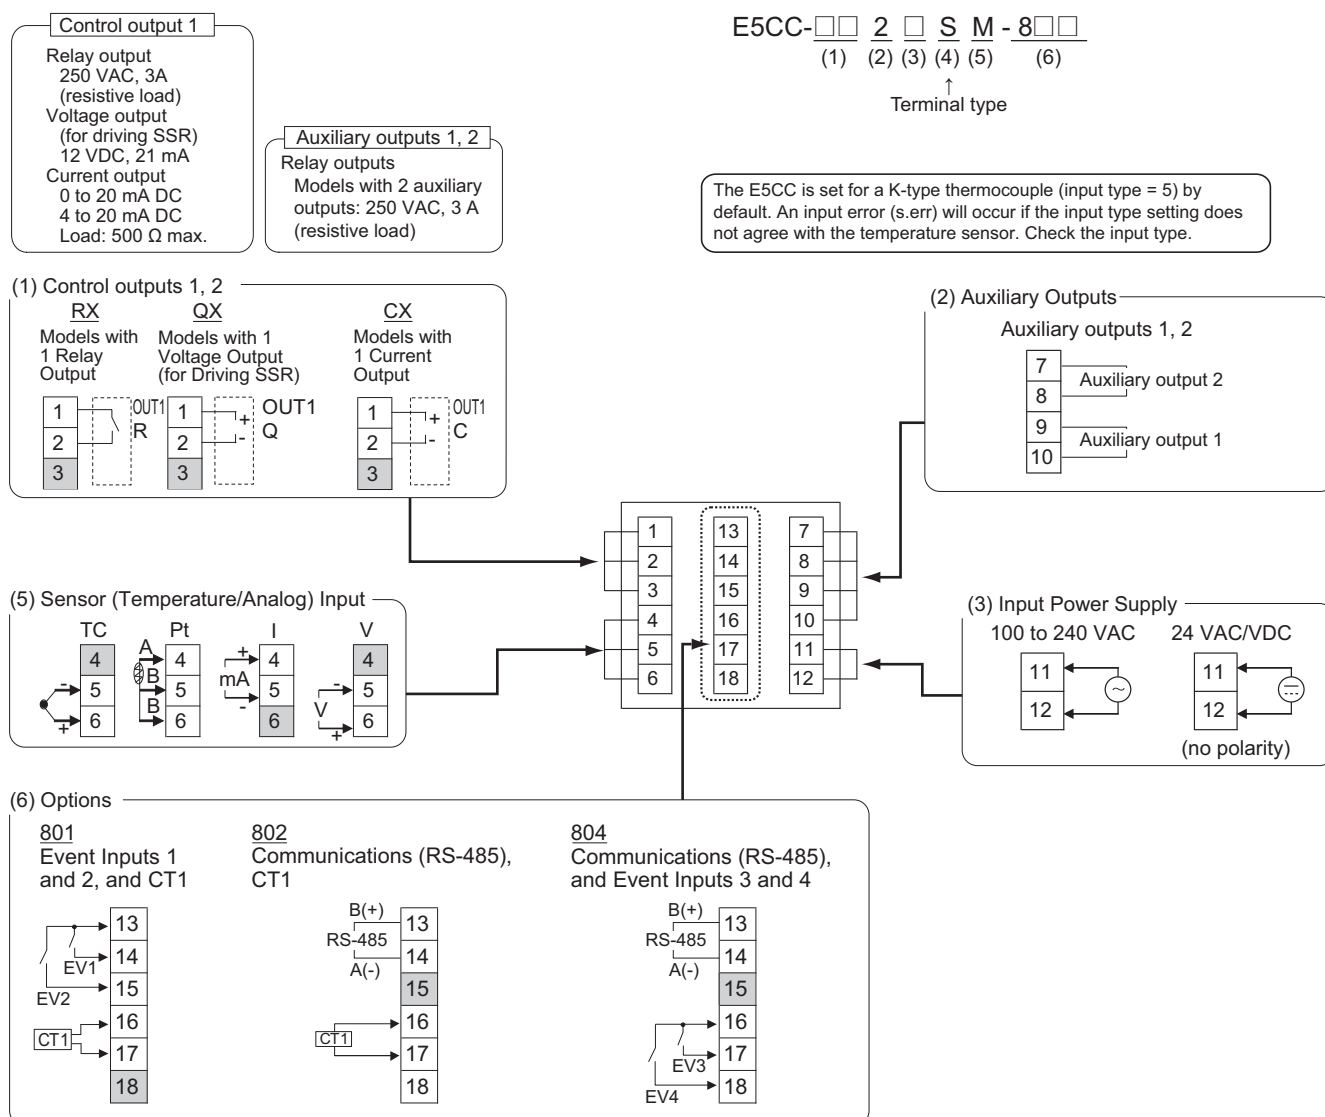 Control output 1
Relay output
250 VAC, 3A
(resistive load)
Voltage output
(for driving SSR)
12 VDC, 21 mA
Current output
0 to 20 mA DC
4 to 20 mA DC
Load: 500 Ω max.
Auxiliary outputs 1, 2
Relay outputs
Models with 2 auxiliary
outputs: 250 VAC, 3 A
(resistive load)
E5CC-□□ 2 □ S M - 8□□
(1) (2) (3) (4) (5) (6)
↑
Terminal type
The E5CC is set for a K-type thermocouple (input type = 5) by
default. An input error (s.err) will occur if the input type setting does
not agree with the temperature sensor. Check the input type.
(1) Control outputs 1, 2
RX
Models with
1 Relay
Output
1
2
3
OUT1
R
QX
Models with 1
Voltage Output
(for Driving SSR)
1
2
3
+
-
OUT1
Q
CX
Models with
1 Current
Output
1
2
3
+
-
OUT1
C
(2) Auxiliary Outputs
Auxiliary outputs 1, 2
7
8
9
10
Auxiliary output 2
Auxiliary output 1
1
2
3
4
5
6
13
14
15
16
17
18
7
8
9
10
11
12
(5) Sensor (Temperature/Analog) Input
TC
4
5
6
-
+
Pt
A
B
B
4
5
6
I
+
mA
-
4
5
6
V
-
V
+
4
5
6
(3) Input Power Supply
100 to 240 VAC
11
12
~
24 VAC/VDC
11
12
(no polarity)
(6) Options
801
Event Inputs 1
and 2, and CT1
13
14
15
16
17
18
EV1
EV2
CT1
802
Communications (RS-485),
CT1
B(+)
RS-485
A(-)
CT1
13
14
15
16
17
18
804
Communications (RS-485),
and Event Inputs 3 and 4
B(+)
RS-485
A(-)
EV3
EV4
13
14
15
16
17
18